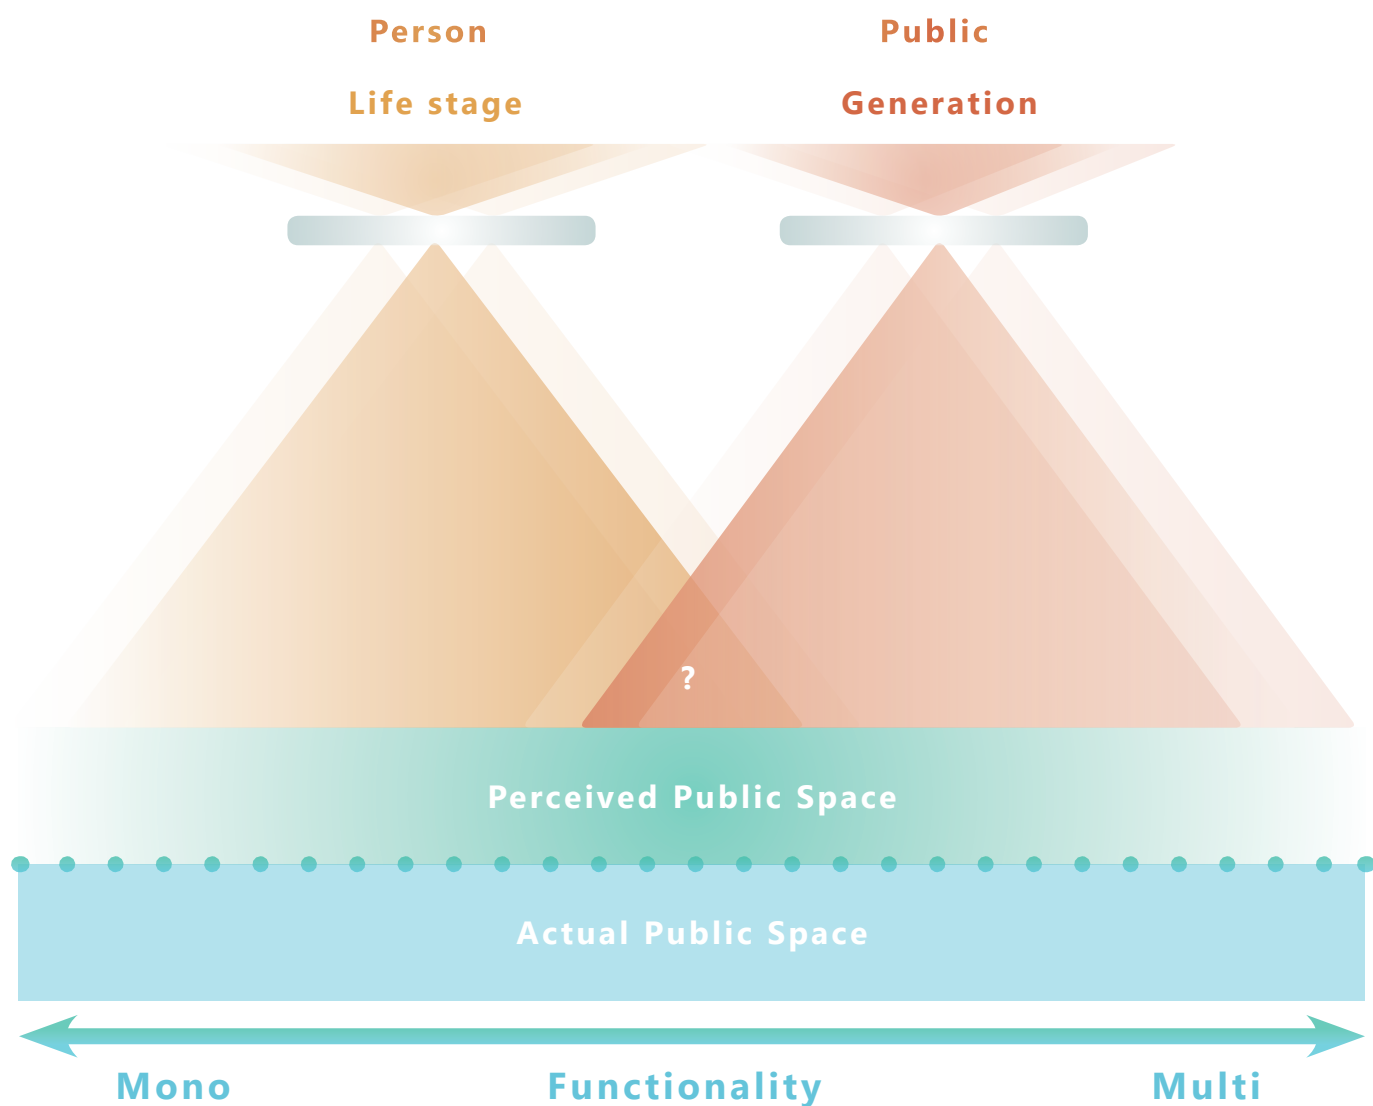 Person Public
Life stage Generation
?
Perceived Public Space
Actual Public Space
Mono Functionality Multi